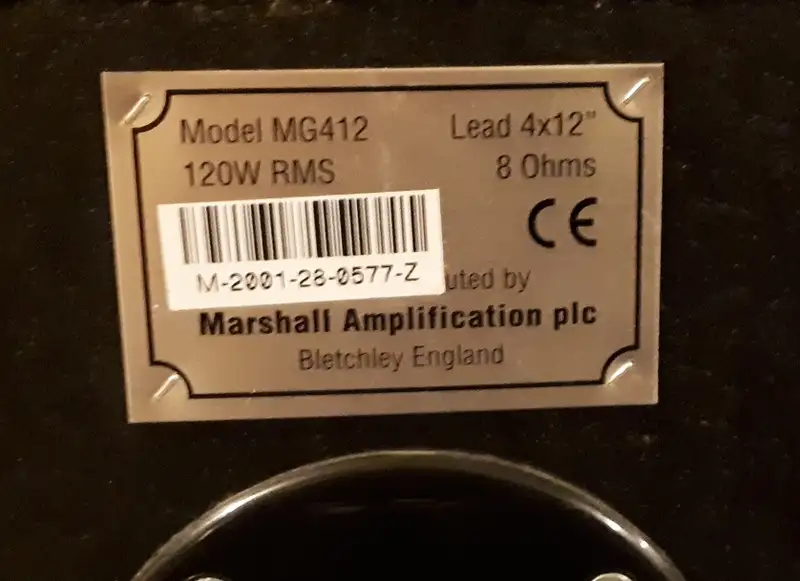 Model MG412 Lead 4x12"
120W RMS 8 Ohms
CE
M-2001-28-0577-Z
uted by
Marshall Amplification plc
Bletchley England